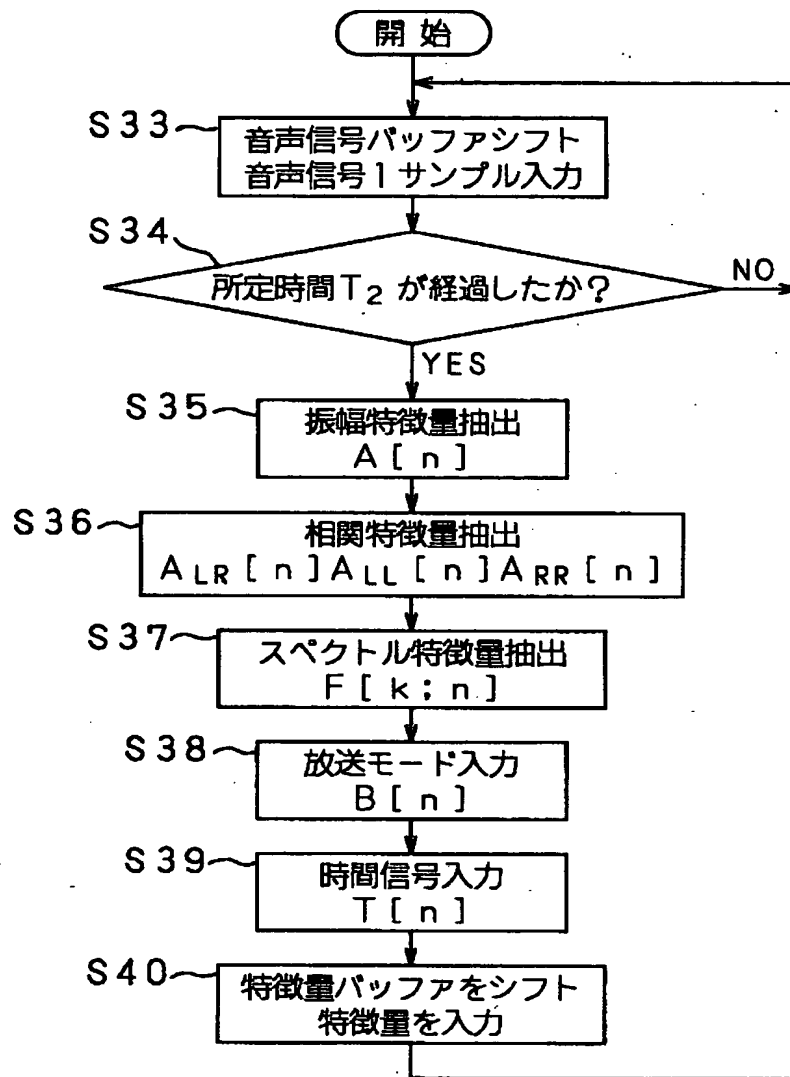 開始
S33
音声信号バッファシフト
音声信号1サンプル入力
S34
所定時間T2が経過したか?
NO
YES
S35
振幅特徴量抽出
A[n]
S36
相関特徴量抽出
ALR[n]ALL[n]ARR[n]
S37
スペクトル特徴量抽出
F[k;n]
S38
放送モード入力
B[n]
S39
時間信号入力
T[n]
S40
特徴量バッファをシフト
特徴量を入力